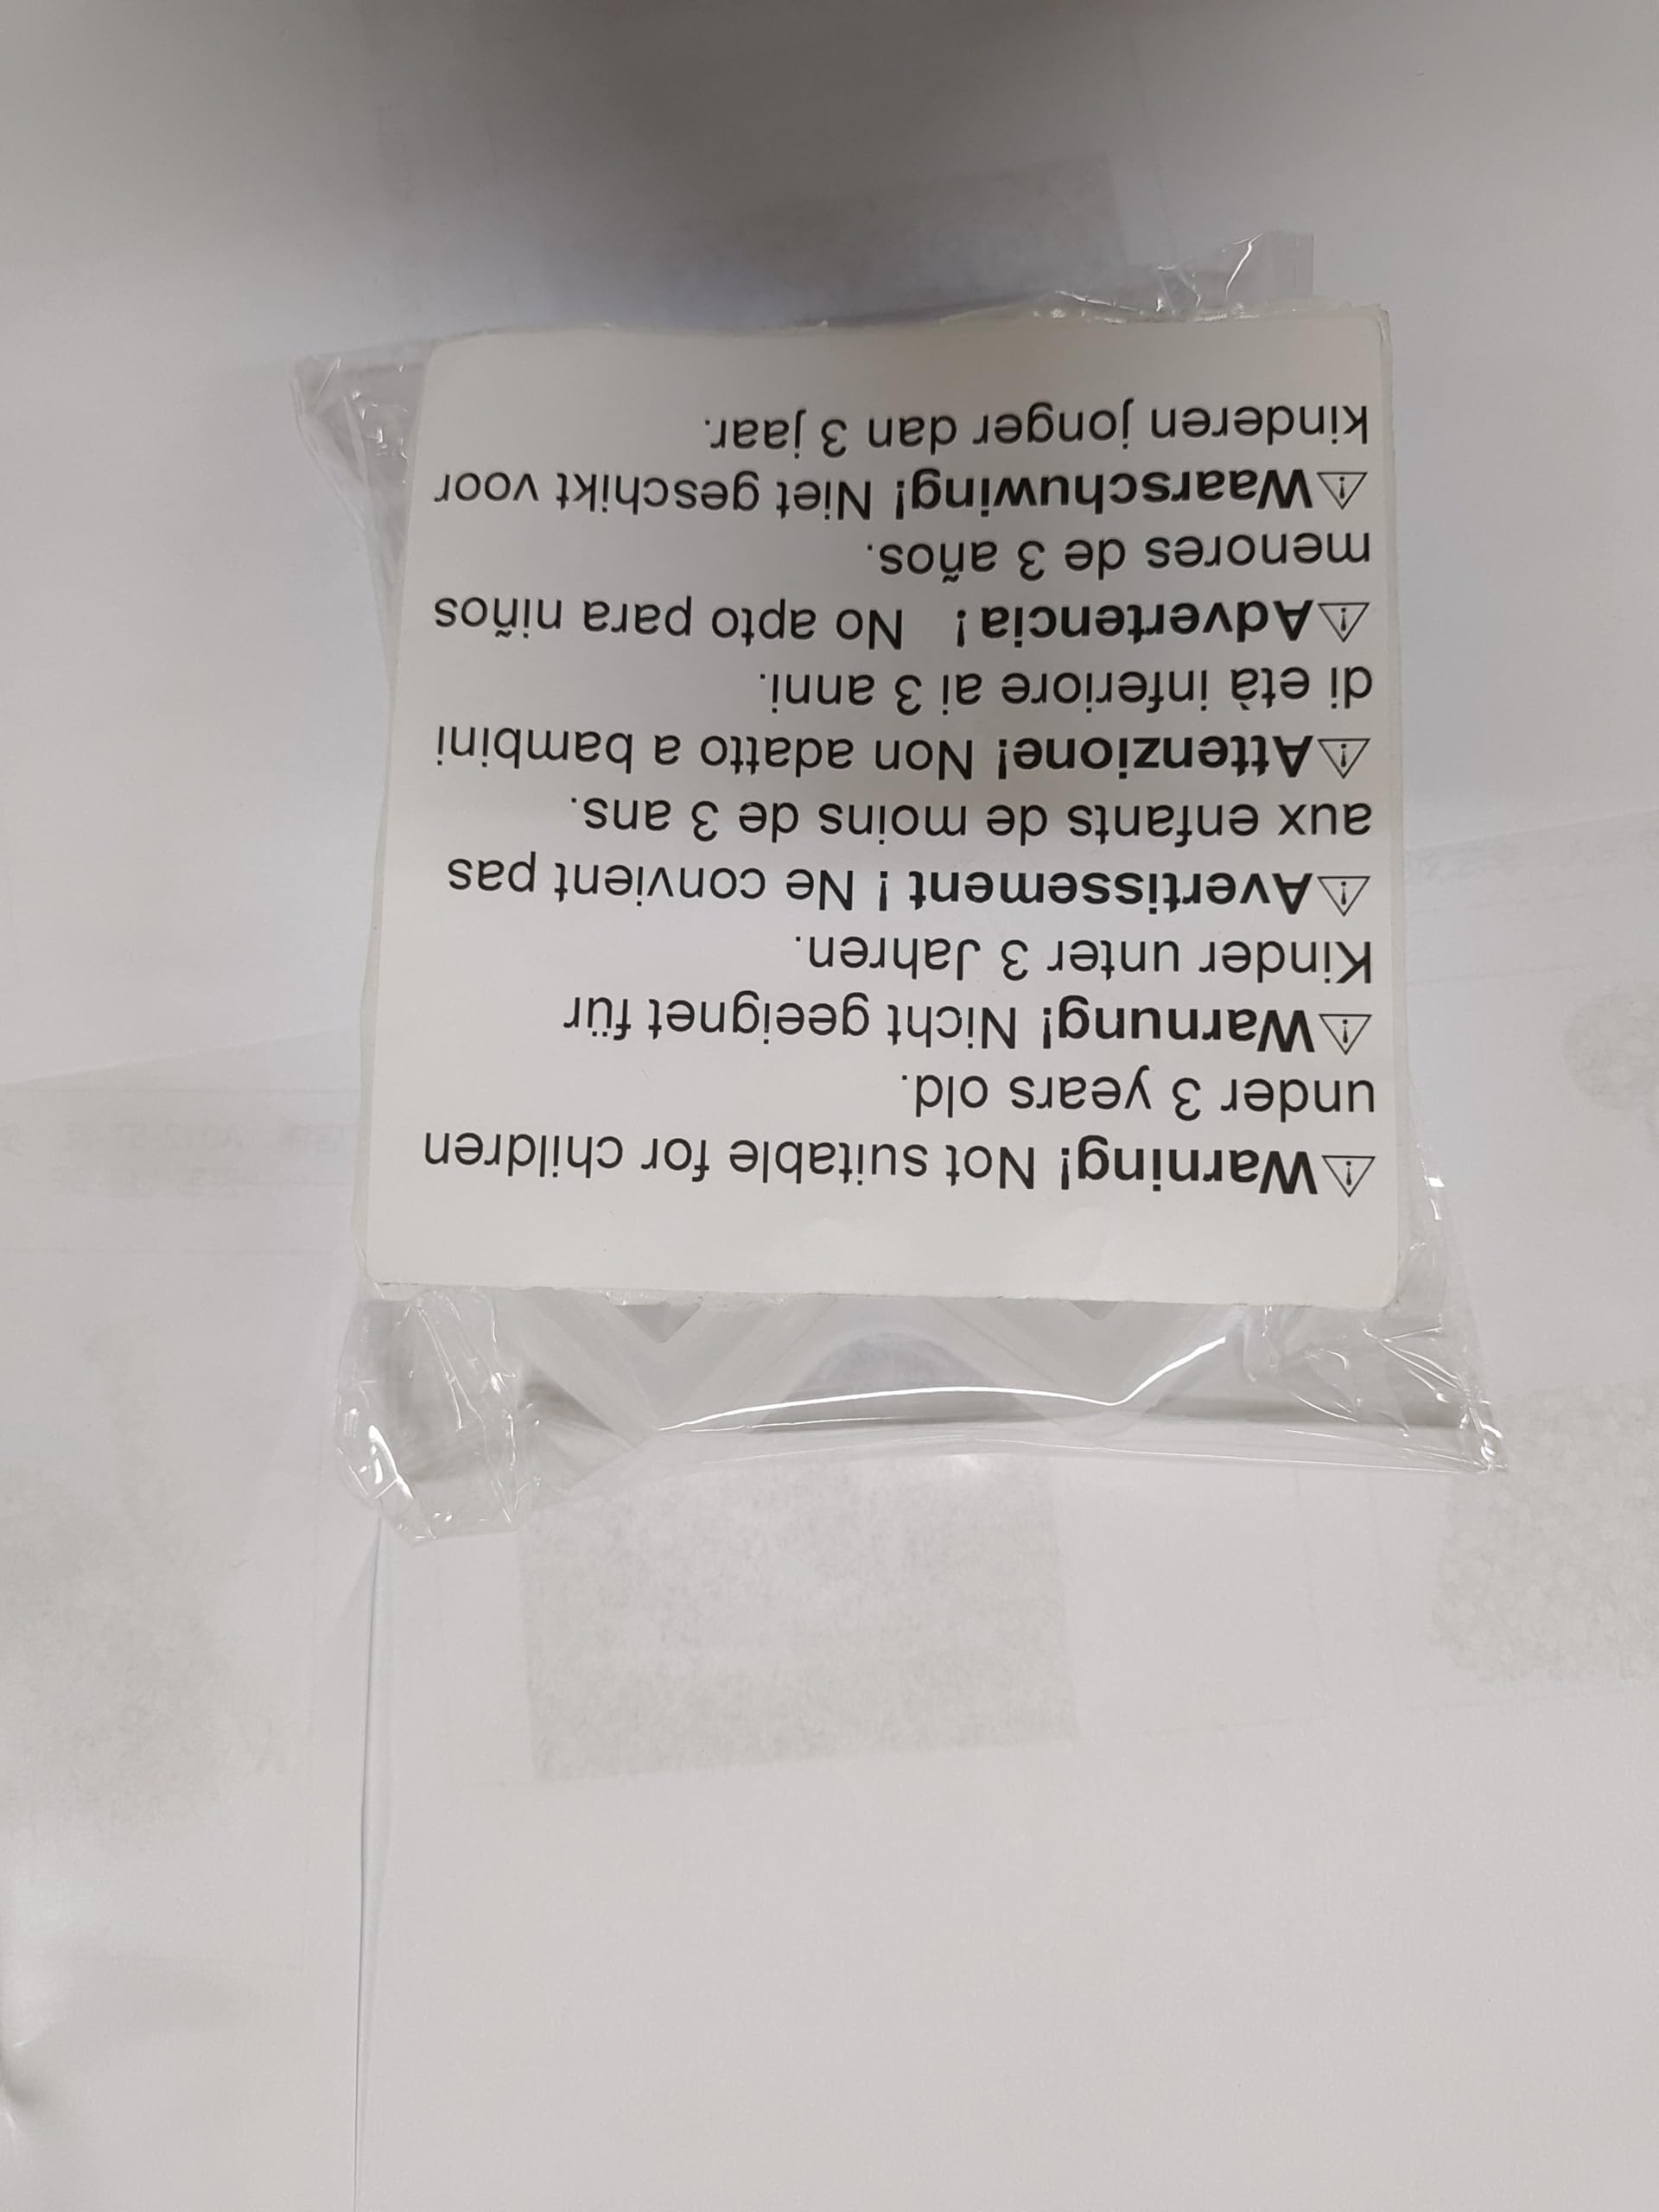 ⚠Warning! Not suitable for children
under 3 years old.
⚠Warnung! Nicht geeignet für
Kinder unter 3 Jahren.
⚠Avertissement ! Ne convient pas
aux enfants de moins de 3 ans.
⚠Attenzione! Non adatto a bambini
di età inferiore ai 3 anni.
⚠Advertencia! No apto para niños
menores de 3 años.
⚠Waarschuwing! Niet geschikt voor
kinderen jonger dan 3 jaar.